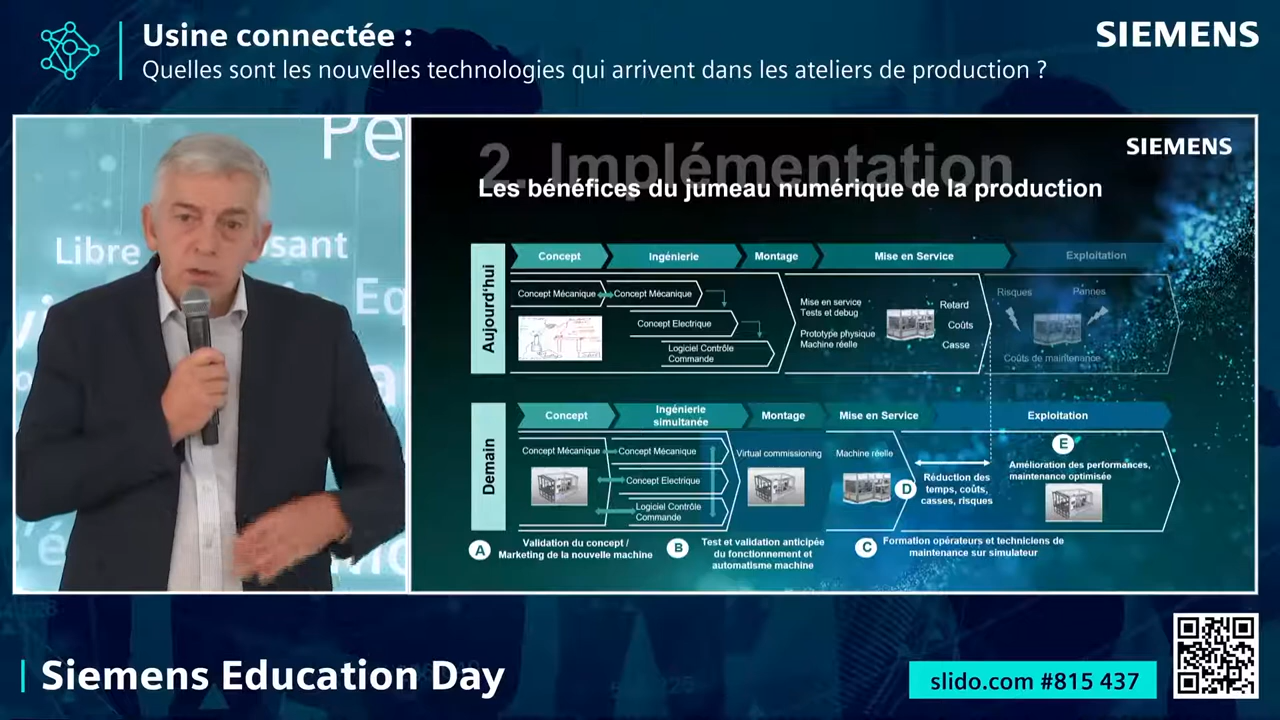 Usine connectée :
Quelles sont les nouvelles technologies qui arrivent dans les ateliers de production ?
SIEMENS
Pe
Libre
osant
Eq
SIEMENS
2. Implémentation
Les bénéfices du jumeau numérique de la production
Aujourd'hui
Concept
Ingénierie
Montage
Mise en Service
Exploitation
Concept Mécanique
Concept Mécanique
Concept Electrique
Logiciel Contrôle
Commande
Mise en service
Tests et debug
Prototype physique
Machine réelle
Retard
Coûts
Casse
Risques
Pannes
Coûts de maintenance
Demain
Concept
Ingénierie
simultanée
Montage
Mise en Service
Exploitation
Concept Mécanique
Concept Mécanique
Concept Electrique
Logiciel Contrôle
Commande
Virtual commissioning
Machine réelle
D
Réduction des
temps, coûts,
casses, risques
E
Amélioration des performances,
maintenance optimisée
A
Validation du concept /
Marketing de la nouvelle machine
B
Test et validation anticipée
du fonctionnement et
automatisme machine
C
Formation opérateurs et techniciens de
maintenance sur simulateur
Siemens Education Day
slido.com #815 437